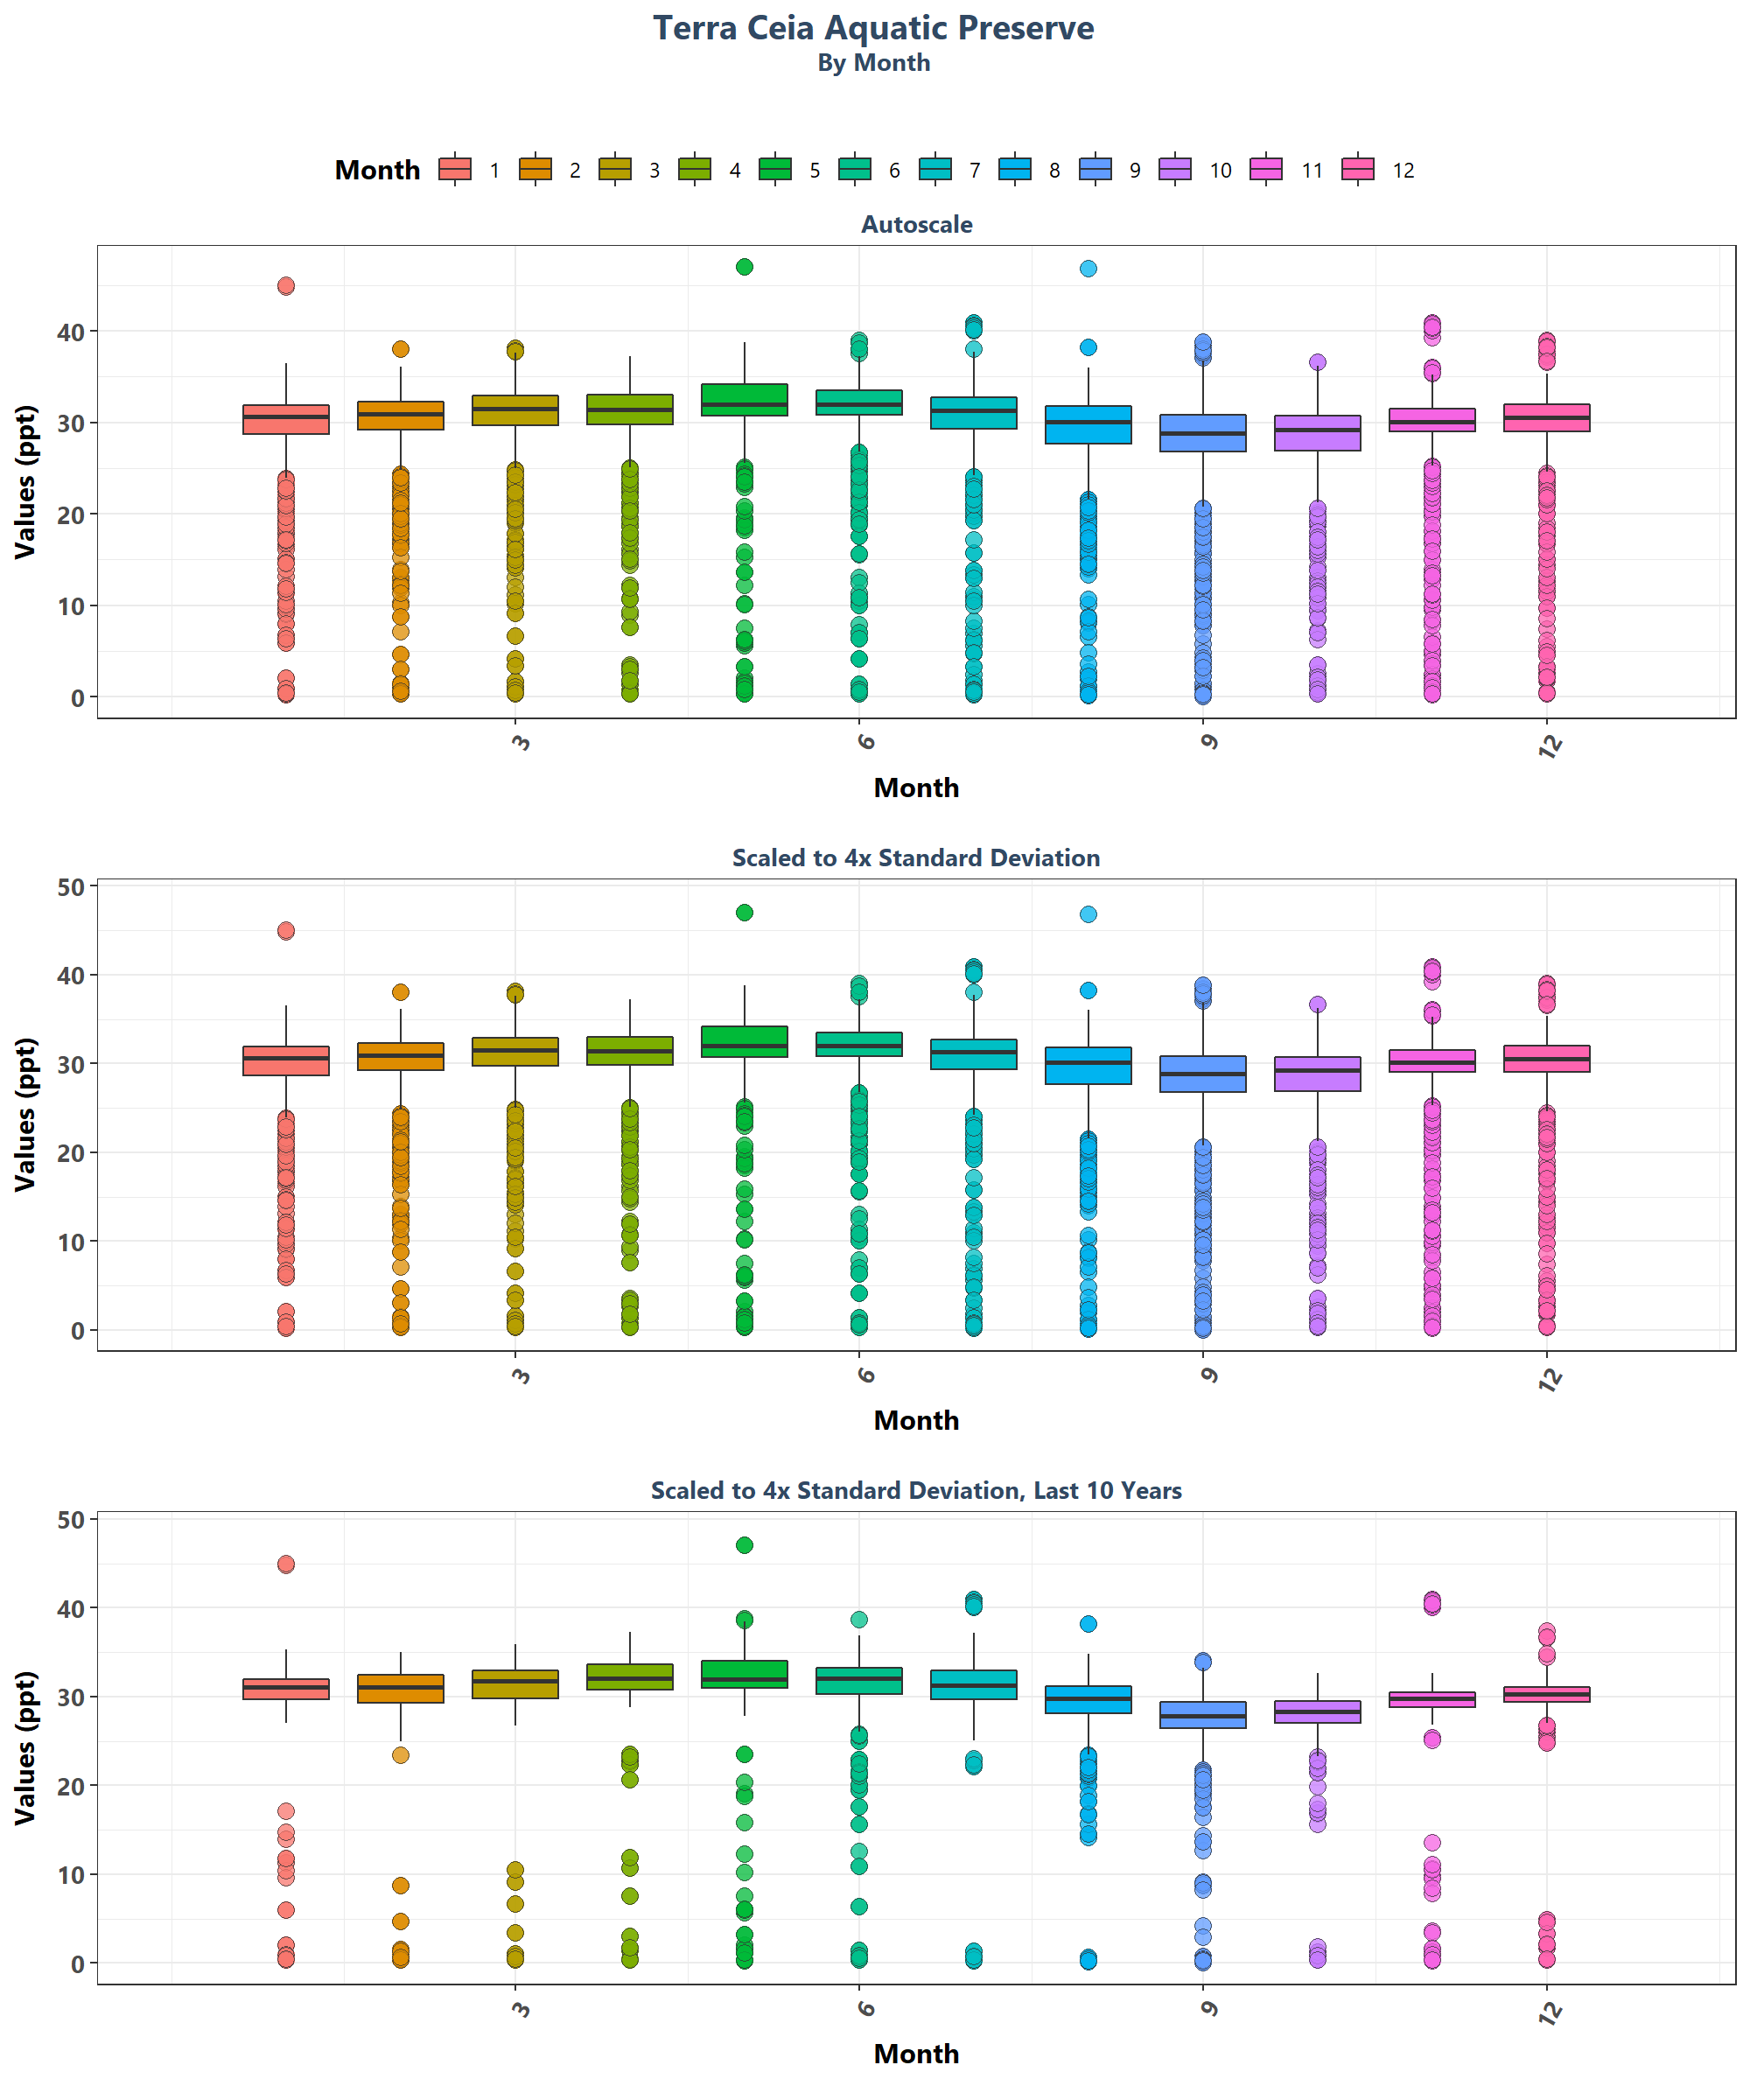 Terra Ceia Aquatic Preserve
By Month
Month 1 2 3 4 5 6 7 8 9 10 11 12
Autoscale
Values (ppt)
40
30
20
10
0
3 6 9 12
Month
Scaled to 4x Standard Deviation
Values (ppt)
50
40
30
20
10
0
3 6 9 12
Month
Scaled to 4x Standard Deviation, Last 10 Years
Values (ppt)
50
40
30
20
10
0
3 6 9 12
Month